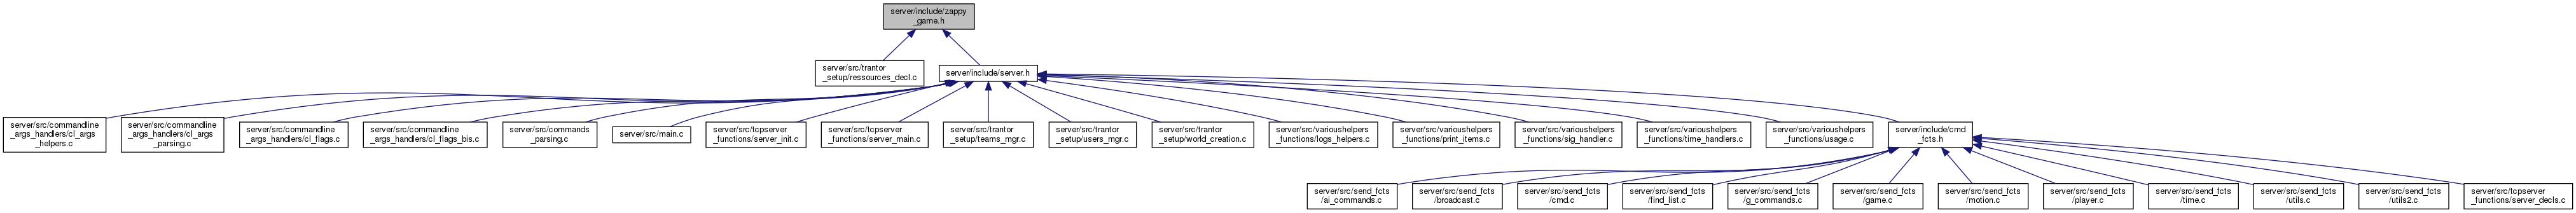 server/include/zappy
_game.h
server/src/trantor
_setup/ressources_decl.c
server/include/server.h
server/src/commandline
_args_handlers/cl_args
_helpers.c
server/src/commandline
_args_handlers/cl_args
_parsing.c
server/src/commandline
_args_handlers/cl_flags.c
server/src/commandline
_args_handlers/cl_flags_bis.c
server/src/commands
_parsing.c
server/src/main.c
server/src/tcpserver
_functions/server_init.c
server/src/tcpserver
_functions/server_main.c
server/src/trantor
_setup/teams_mgr.c
server/src/trantor
_setup/users_mgr.c
server/src/trantor
_setup/world_creation.c
server/src/varioushelpers
_functions/logs_helpers.c
server/src/varioushelpers
_functions/print_items.c
server/src/varioushelpers
_functions/sig_handler.c
server/src/varioushelpers
_functions/time_handlers.c
server/src/varioushelpers
_functions/usage.c
server/include/cmd
_fcts.h
server/src/send_fcts
/ai_commands.c
server/src/send_fcts
/broadcast.c
server/src/send_fcts
/cmd.c
server/src/send_fcts
/find_list.c
server/src/send_fcts
/g_commands.c
server/src/send_fcts
/game.c
server/src/send_fcts
/motion.c
server/src/send_fcts
/player.c
server/src/send_fcts
/time.c
server/src/send_fcts
/utils.c
server/src/send_fcts
/utils2.c
server/src/tcpserver
_functions/server_decls.c